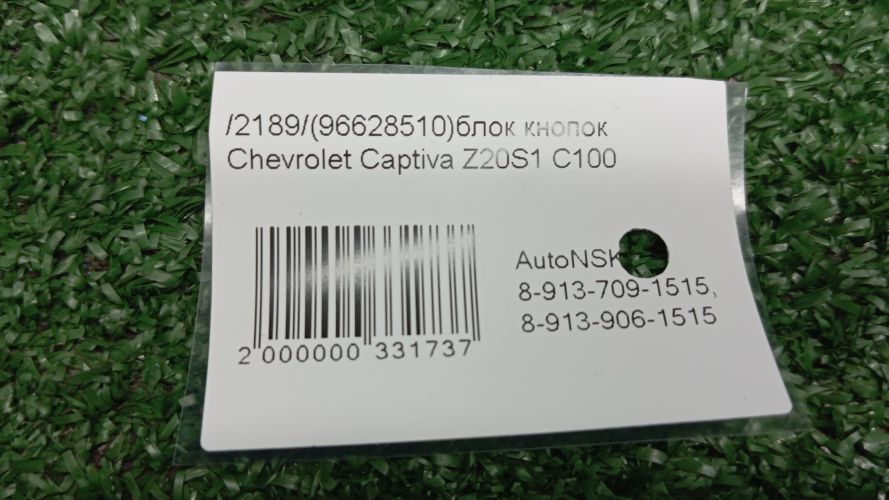 /2189/(96628510)блок кнопок
Chevrolet Captiva Z20S1 C100
AutoNSK
8-913-709-1515,
8-913-906-1515
2 000000 331737